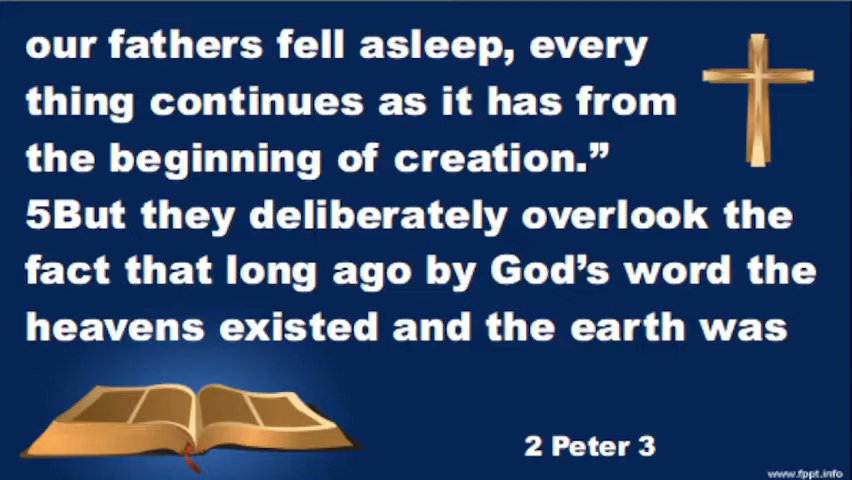 our fathers fell asleep, every
thing continues as it has from
the beginning of creation.”
5But they deliberately overlook the
fact that long ago by God’s word the
heavens existed and the earth was
2 Peter 3
www.fppt.info